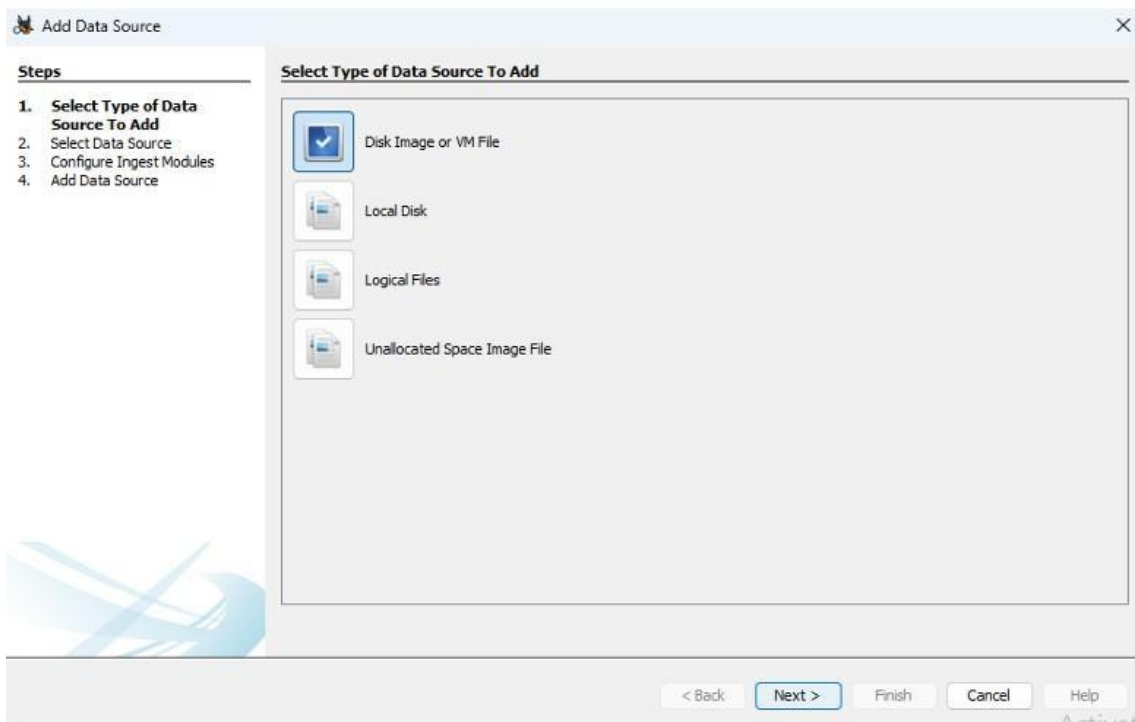 Add Data Source
Steps
1. Select Type of Data
Source To Add
2. Select Data Source
3. Configure Ingest Modules
4. Add Data Source
Select Type of Data Source To Add
Disk Image or VM File
Local Disk
Logical Files
Unallocated Space Image File
< Back Next > Finish Cancel Help